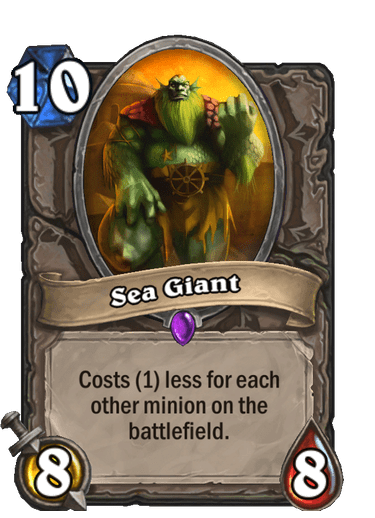 10
Sea Giant
Costs (1) less for each
other minion on the
battlefield.
8
8